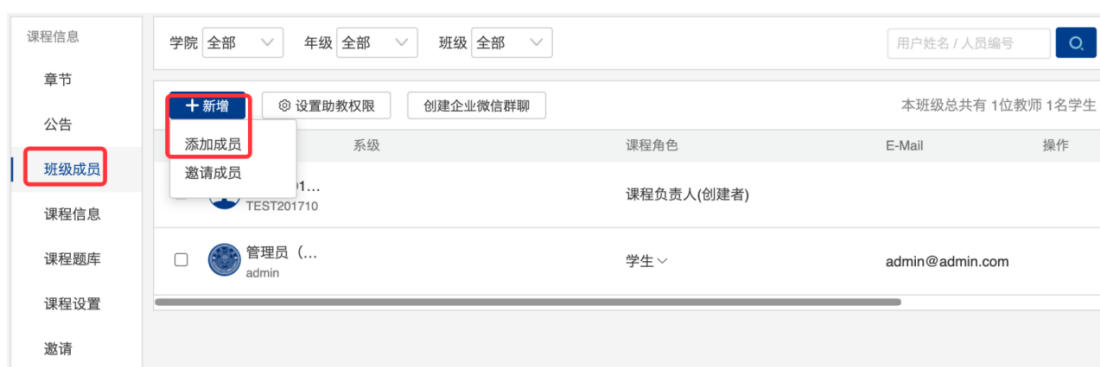 课程信息
章节
公告
班级成员
课程信息
课程题库
课程设置
邀请
学院 全部 年级 全部 班级 全部 用户姓名 / 人员编号
+新增 设置助教权限 创建企业微信群聊 本班级总共有 1位教师 1名学生
添加成员
邀请成员
系级 课程角色 E-Mail 操作
01...
TEST201710
课程负责人(创建者)
管理员（...
admin
学生 admin@admin.com